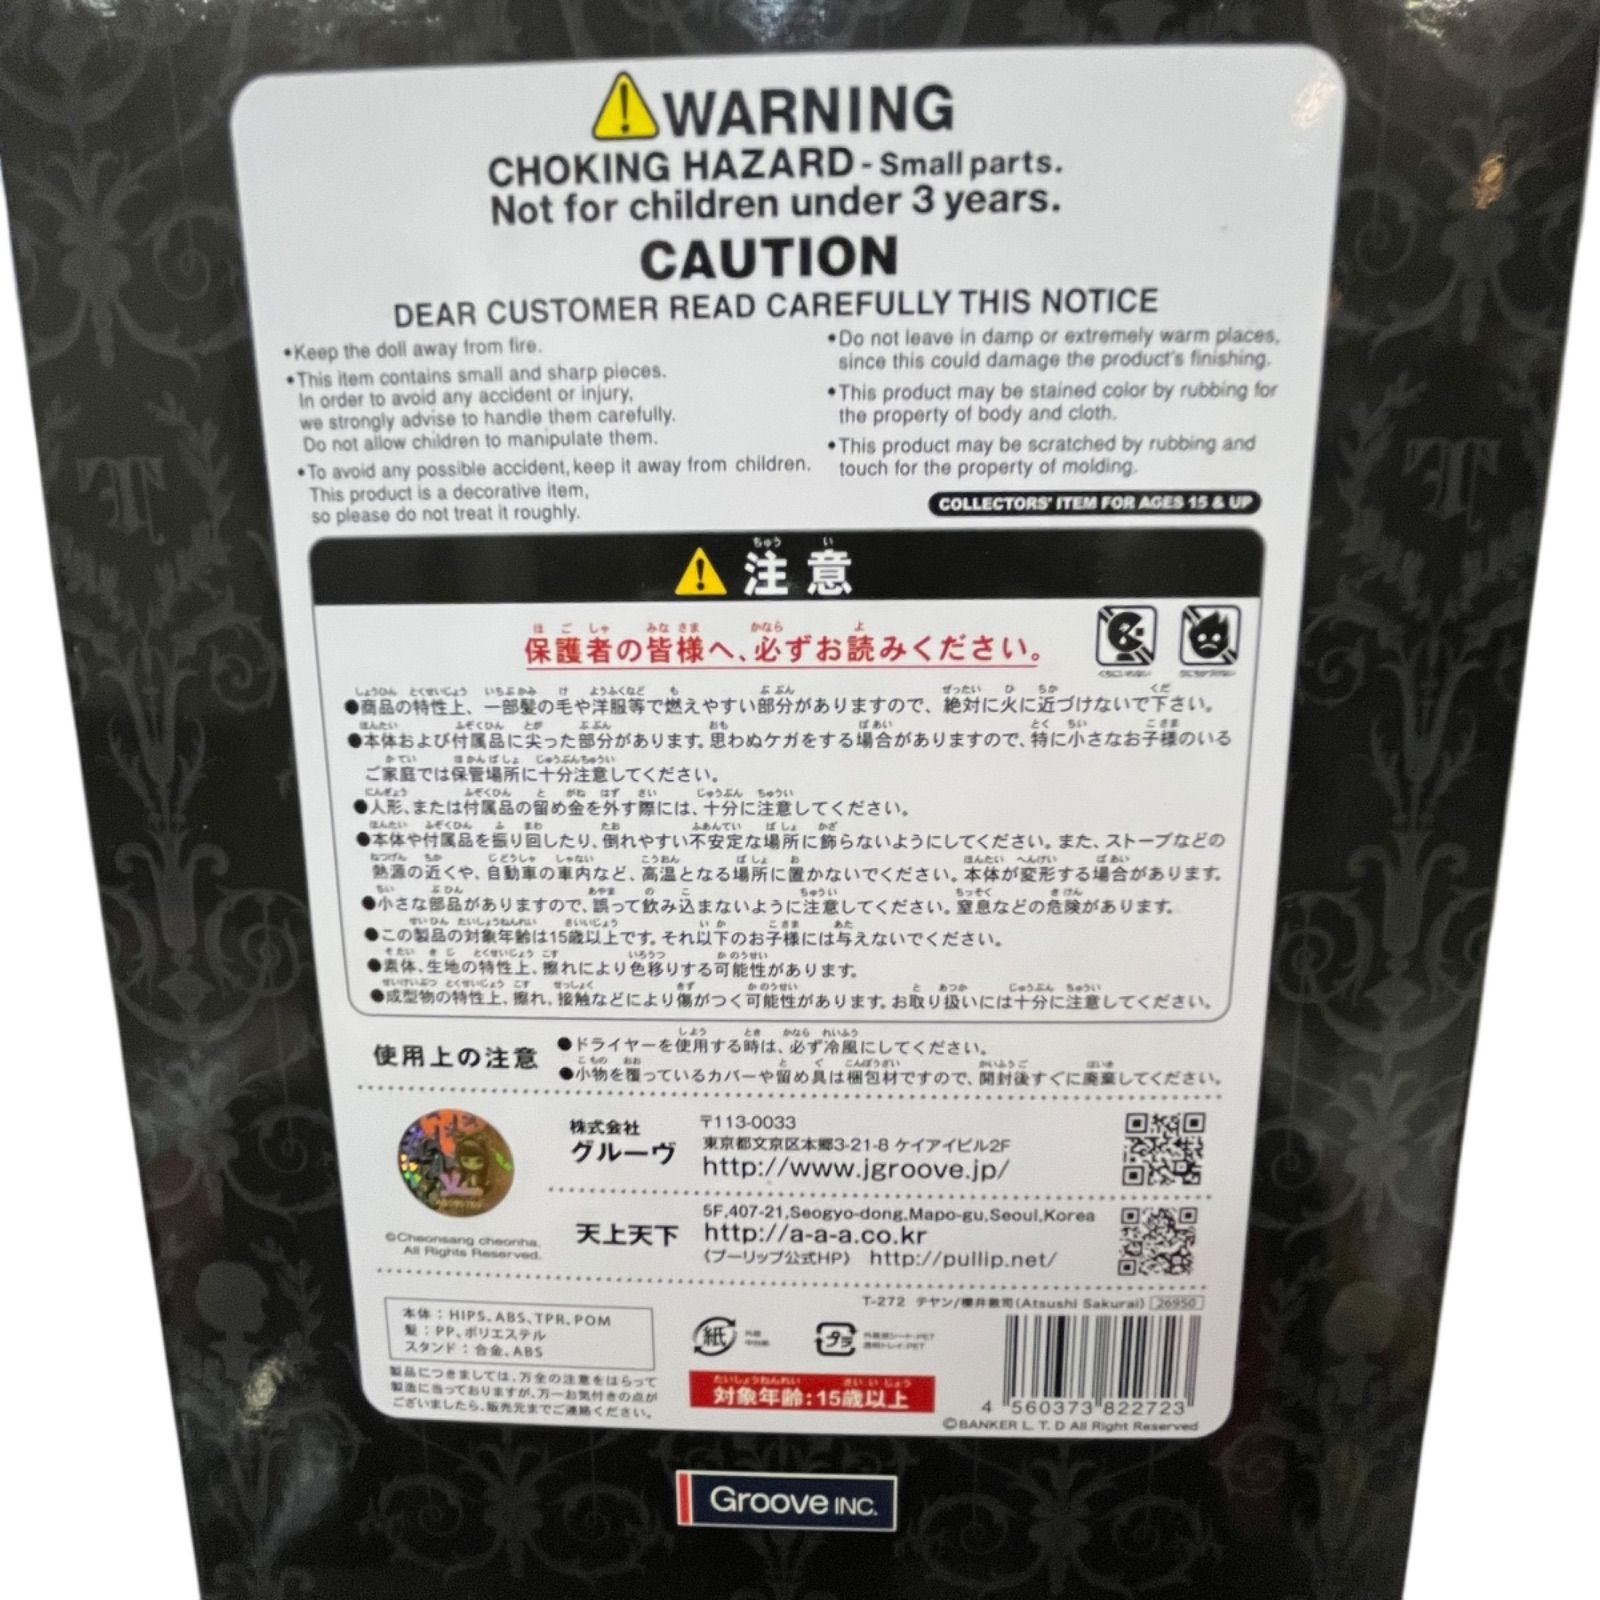 WARNING
CHOKING HAZARD - Small parts.
Not for children under 3 years.
CAUTION
DEAR CUSTOMER READ CAREFULLY THIS NOTICE
•Keep the doll away from fire.
•This item contains small and sharp pieces.
In order to avoid any accident or injury,
we strongly advise to handle them carefully.
Do not allow children to manipulate them.
•To avoid any possible accident, keep it away from children.
This product is a decorative item,
so please do not treat it roughly.
•Do not leave in damp or extremely warm places,
since this could damage the product's finishing.
•This product may be stained color by rubbing for
the property of body and cloth.
•This product may be scratched by rubbing and
touch for the property of molding.
COLLECTORS' ITEM FOR AGES 15 & UP
注意
保護者の皆様へ、必ずお読みください。
●商品の特性上、一部髪の毛や洋服等で燃えやすい部分がありますので、絶対に火に近づけないで下さい。
●本体および付属品に尖った部分があります。思わぬケガをする場合がありますので、特に小さなお子様のいる
ご家庭では保管場所に十分注意してください。
●人形、または付属品の留め金を外す際には、十分に注意してください。
●本体や付属品を振り回したり、倒れやすい不安定な場所に飾らないようにしてください。また、ストーブなどの
熱源の近くや、自動車の車内など、高温となる場所に置かないでください。本体が変形する場合があります。
●小さな部品がありますので、誤って飲み込まないように注意してください。窒息などの危険があります。
●この製品の対象年齢は15歳以上です。それ以下のお子様には与えないでください。
●素体、生地の特性上、擦れにより色移りする可能性があります。
●成型物の特性上、擦れ、接触などにより傷がつく可能性があります。お取り扱いには十分に注意してください。
使用上の注意
●ドライヤーを使用する時は、必ず冷風にしてください。
●小物を覆っているカバーや留め具は梱包材ですので、開封後すぐに廃棄してください。
株式会社
グルーヴ
〒113-0033
東京都文京区本郷3-21-8 ケイアイビル2F
http://www.jgroove.jp/
天上天下
5F,407-21,Seogyo-dong,Mapo-gu,Seoul,Korea
http://a-a-a.co.kr
(プーリップ公式HP) http://pullip.net/
©Cheonsang cheonha.
All Rights Reserved.
T-272 テヤン/櫻井敦司(Atsushi Sakurai) 26950
本体：HIPS、ABS、TPR、POM
髪：PP、ポリエステル
スタンド：合金、ABS
製品につきましては、万全の注意をはらって
製造に当っておりますが、万一お気付きの点が
ございましたら、販売元までご連絡ください。
紙
プラ
対象年齢：15歳以上
4 560373 822723
©BANKER L. T. D All Right Reserved
Groove INC.